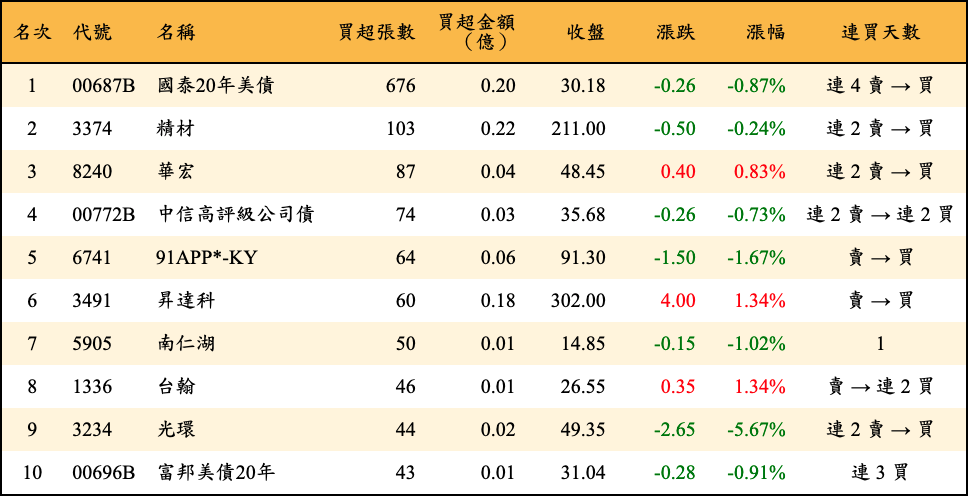 名次 代號 名稱 買超張數 買超金額（億） 收盤 漲跌 漲幅 連買天數
1 00687B 國泰20年美債 676 0.20 30.18 -0.26 -0.87% 連 4 賣 → 買
2 3374 精材 103 0.22 211.00 -0.50 -0.24% 連 2 賣 → 買
3 8240 華宏 87 0.04 48.45 0.40 0.83% 連 2 賣 → 買
4 00772B 中信高評級公司債 74 0.03 35.68 -0.26 -0.73% 連 2 賣 → 連 2 買
5 6741 91APP*-KY 64 0.06 91.30 -1.50 -1.67% 賣 → 買
6 3491 昇達科 60 0.18 302.00 4.00 1.34% 賣 → 買
7 5905 南仁湖 50 0.01 14.85 -0.15 -1.02% 1
8 1336 台翰 46 0.01 26.55 0.35 1.34% 賣 → 連 2 買
9 3234 光環 44 0.02 49.35 -2.65 -5.67% 連 2 賣 → 買
10 00696B 富邦美債20年 43 0.01 31.04 -0.28 -0.91% 連 3 買